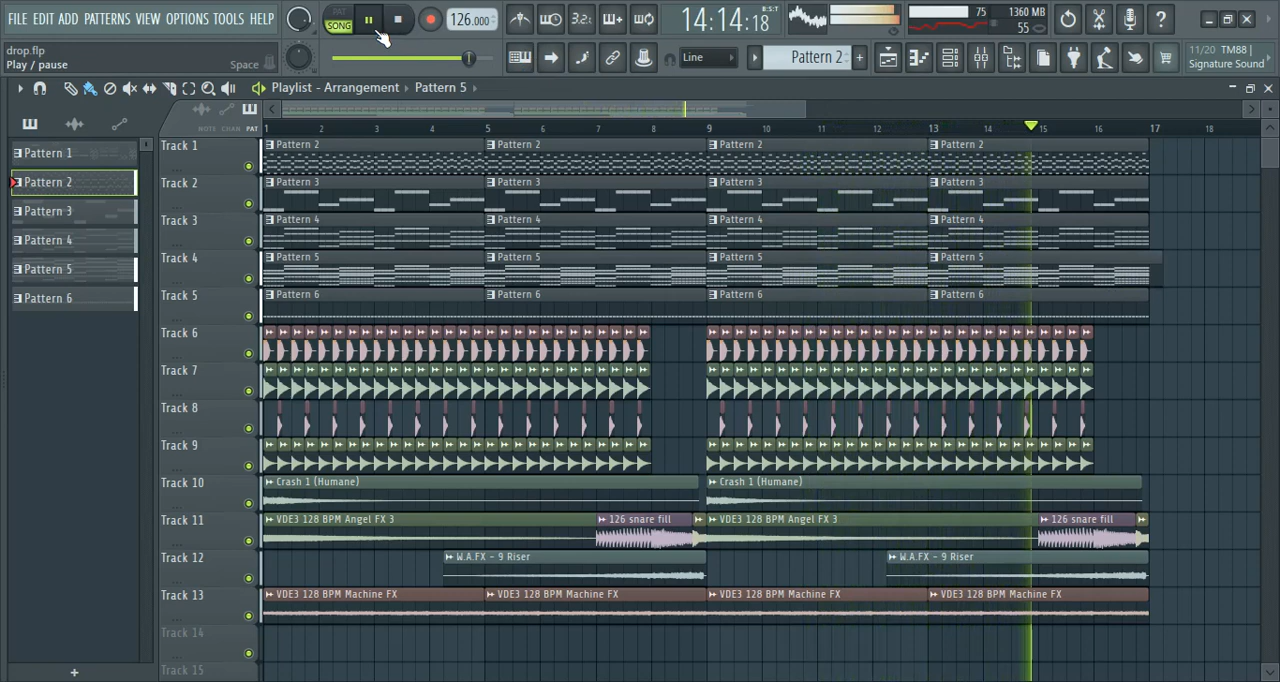 FILE EDIT ADD PATTERNS VIEW OPTIONS TOOLS HELP
PAT
SONG
126.000
3.2
14:14:18
B:S:T
75
1360 MB
55
drop.flp
Play / pause
Space
Line
Pattern 2
11/20 TM88 |
Signature Sound
Playlist - Arrangement › Pattern 5 ›
NOTE CHAN PAT
1 2 3 4 5 6 7 8 9 10 11 12 13 14 15 16 17 18
Pattern 1
Pattern 2
Pattern 3
Pattern 4
Pattern 5
Pattern 6
Track 1
Pattern 2 Pattern 2 Pattern 2 Pattern 2
Track 2
Pattern 3 Pattern 3 Pattern 3 Pattern 3
Track 3
Pattern 4 Pattern 4 Pattern 4 Pattern 4
Track 4
Pattern 5 Pattern 5 Pattern 5 Pattern 5
Track 5
Pattern 6 Pattern 6 Pattern 6 Pattern 6
Track 6
Track 7
Track 8
Track 9
Track 10
Crash 1 (Humane) Crash 1 (Humane)
Track 11
VDE3 128 BPM Angel FX 3 126 snare fill VDE3 128 BPM Angel FX 3 126 snare fill
Track 12
W.A.FX - 9 Riser W.A.FX - 9 Riser
Track 13
VDE3 128 BPM Machine FX VDE3 128 BPM Machine FX VDE3 128 BPM Machine FX VDE3 128 BPM Machine FX
Track 14
Track 15